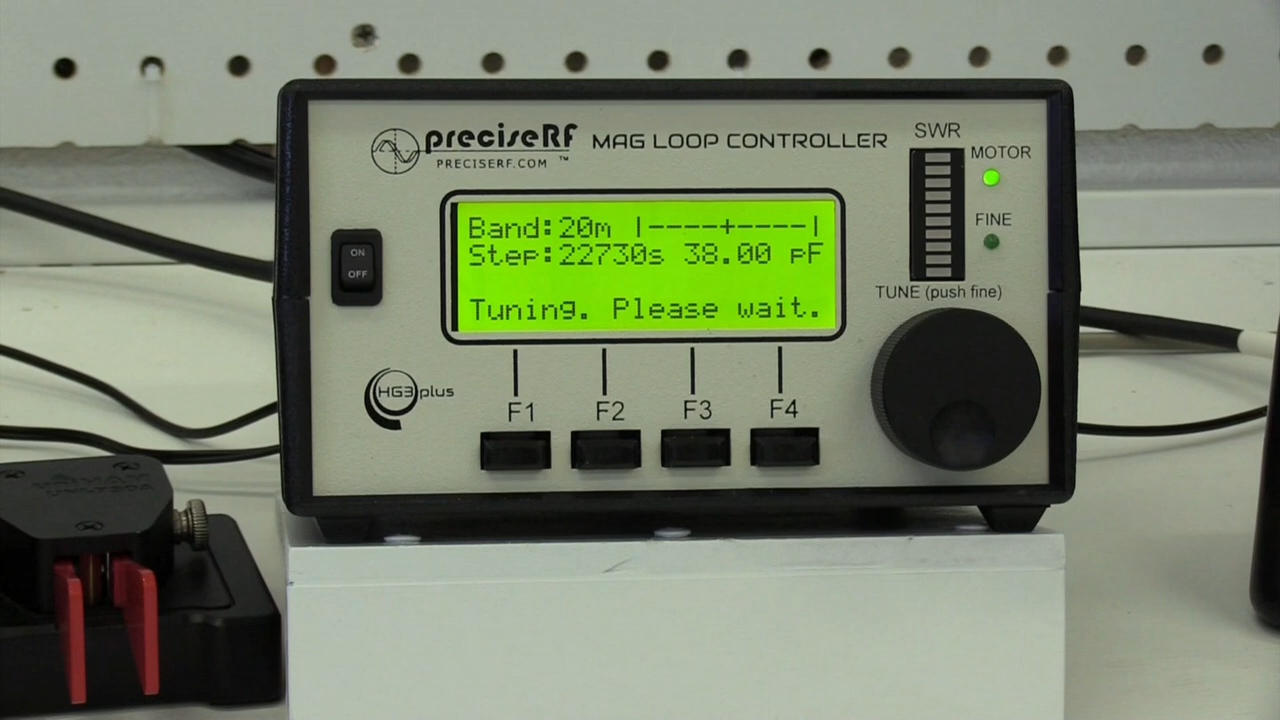 preciseRF MAG LOOP CONTROLLER
PRECISERF.COM ™
SWR
MOTOR
FINE
TUNE (push fine)
ON
OFF
Band:20m |----+----|
Step:22730s 38.00 pF
Tuning. Please wait.
HG3plus
F1 F2 F3 F4